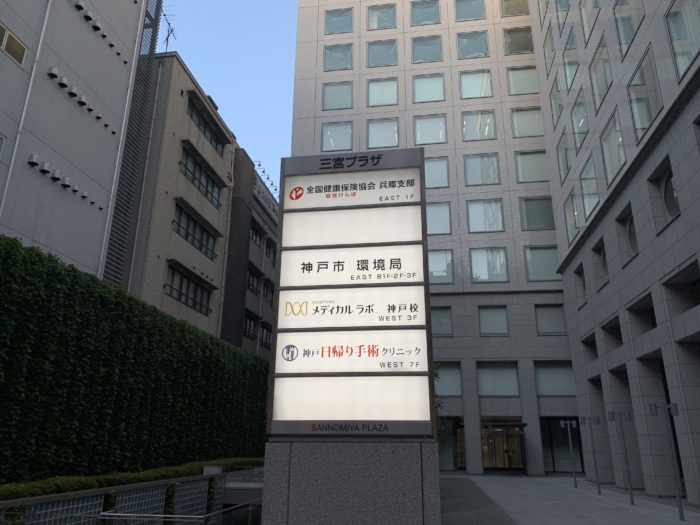 三宮プラザ
全国健康保険協会 兵庫支部
協会けんぽ
EAST 1F
神戸市 環境局
EAST B1F・2F・3F
メディカル ラボ 神戸校
WEST 3F
神戸 日帰り手術 クリニック
WEST 7F
SANNOMIYA PLAZA